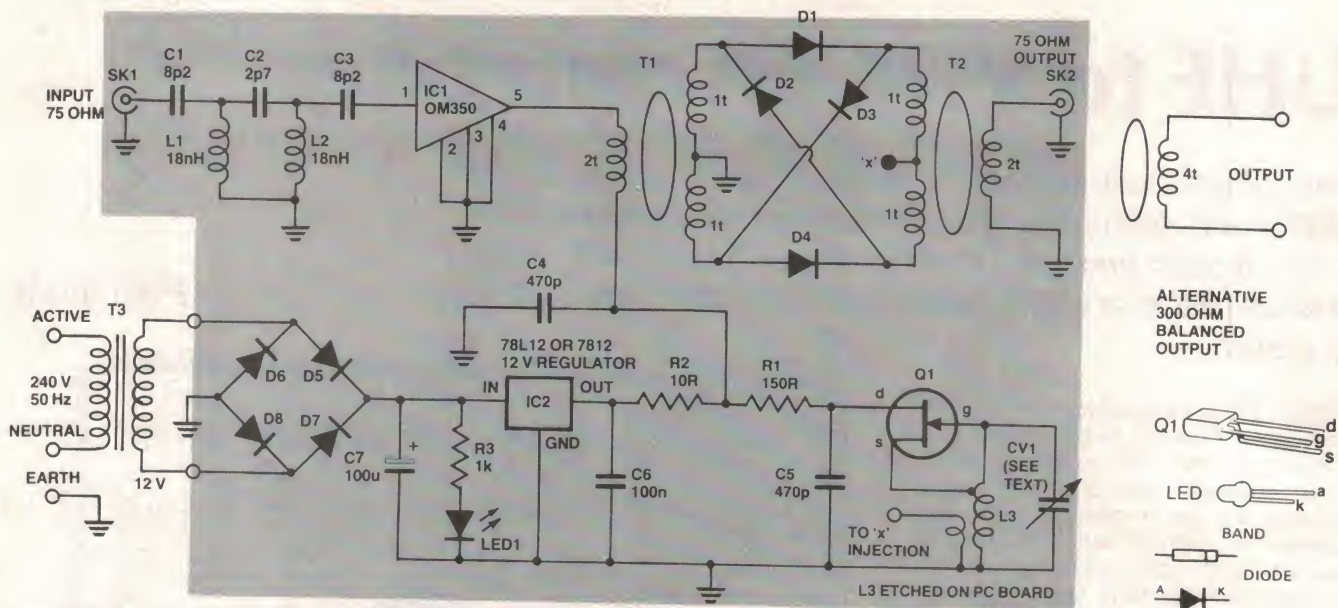 SK1
INPUT
75 OHM
C1
8p2
C2
2p7
C3
8p2
L1
18nH
L2
18nH
IC1
OM350
1
2
3
4
5
2t
T1
1t
1t
D1
D2
D3
D4
'x'
1t
1t
T2
2t
75 OHM
OUTPUT
SK2
4t
OUTPUT
ALTERNATIVE
300 OHM
BALANCED
OUTPUT
C4
470p
ACTIVE
T3
240 V
50 Hz
NEUTRAL
EARTH
12 V
D6
D5
D8
D7
C7
100u
+
R3
1k
LED1
78L12 OR 7812
12 V REGULATOR
IN
IC2
OUT
GND
C6
100n
R2
10R
R1
150R
C5
470p
Q1
d
g
s
CV1
(SEE
TEXT)
L3
TO 'x'
INJECTION
L3 ETCHED ON PC BOARD
Q1
d
g
s
LED
a
k
BAND
DIODE
A
K